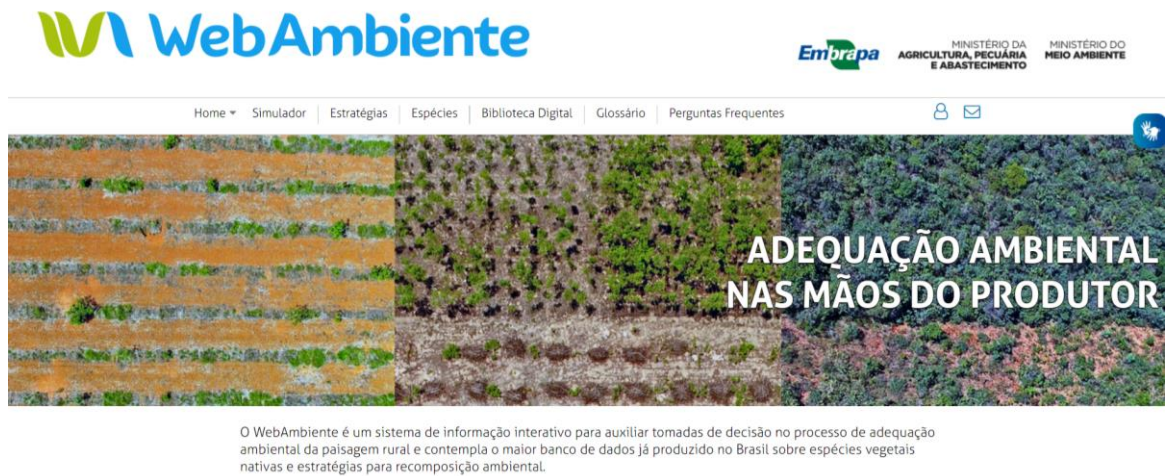 WebAmbiente
Embrapa
MINISTÉRIO DA
AGRICULTURA, PECUÁRIA
E ABASTECIMENTO
MINISTÉRIO DO
MEIO AMBIENTE
Home Simulador Estratégias Espécies Biblioteca Digital Glossário Perguntas Frequentes
ADEQUAÇÃO AMBIENTAL
NAS MÃOS DO PRODUTOR
O WebAmbiente é um sistema de informação interativo para auxiliar tomadas de decisão no processo de adequação
ambiental da paisagem rural e contempla o maior banco de dados já produzido no Brasil sobre espécies vegetais
nativas e estratégias para recomposição ambiental.